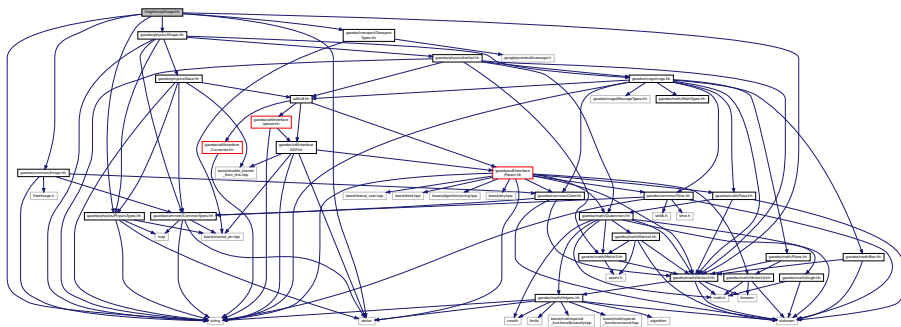 HeightmapShape.hh
gazebo/physics/Shape.hh
gazebo/transport/Transport
Types.hh
google/protobuf/message.h
gazebo/physics/Inertial.hh
gazebo/physics/Base.hh
gazebo/msgs/msgs.hh
sdf/sdf.hh
gazebo/msgs/MessageTypes.hh
gazebo/math/MathTypes.hh
gazebo/sdf/interface
/parser.hh
gazebo/sdf/interface
/Converter.hh
gazebo/sdf/interface
/SDF.hh
boost/enable_shared
_from_this.hpp
gazebo/common/Image.hh
gazebo/sdf/interface
/Param.hh
FreeImage.h
boost/lexical_cast.hpp
boost/bind.hpp
boost/algorithm/string.hpp
boost/any.hpp
gazebo/common/Color.hh
gazebo/common/Time.hh
gazebo/math/Pose.hh
gazebo/physics/PhysicsTypes.hh
gazebo/common/CommonTypes.hh
gazebo/math/Quaternion.hh
stdlib.h
time.h
map
boost/shared_ptr.hpp
gazebo/math/Matrix4.hh
gazebo/math/Matrix3.hh
gazebo/math/Plane.hh
gazebo/math/Box.hh
assert.h
gazebo/math/Vector3.hh
gazebo/math/Vector2d.hh
gazebo/math/Angle.hh
gazebo/math/Helpers.hh
math.h
fstream
string
vector
cmath
limits
boost/math/special
_functions/fpclassify.hpp
boost/math/special
_functions/round.hpp
algorithm
iostream